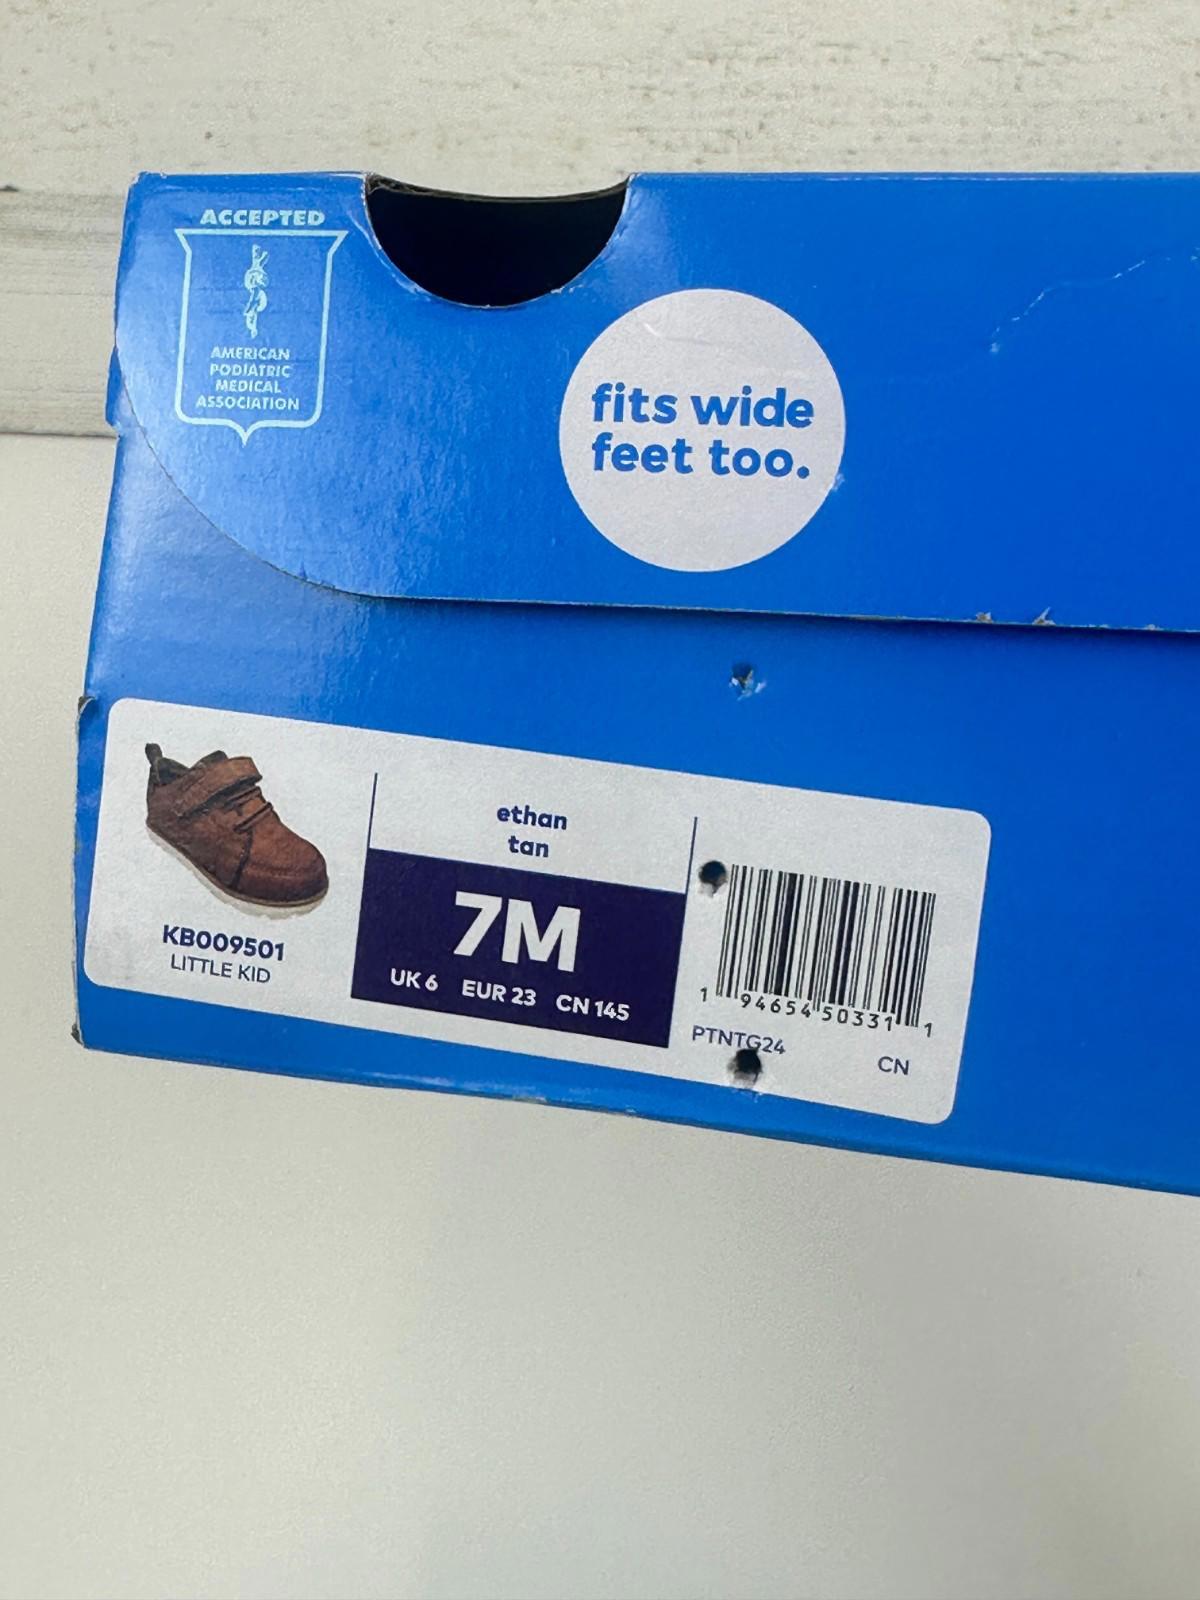 ACCEPTED
AMERICAN
PODIATRIC
MEDICAL
ASSOCIATION
fits wide
feet too.
KB009501
LITTLE KID
ethan
tan
7M
UK 6 EUR 23 CN 145
1 94654 50331 1
PTNTG24 CN